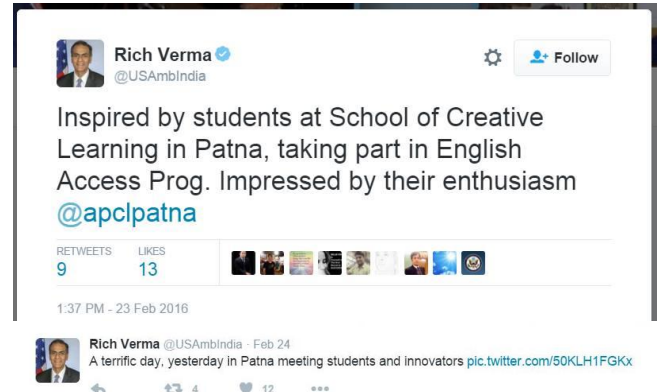 Rich Verma
@USAmbIndia
Follow
Inspired by students at School of Creative
Learning in Patna, taking part in English
Access Prog. Impressed by their enthusiasm
@apclpatna
RETWEETS LIKES
9 13
1:37 PM - 23 Feb 2016
Rich Verma @USAmbIndia · Feb 24
A terrific day, yesterday in Patna meeting students and innovators pic.twitter.com/50KLH1FGKx
4 12